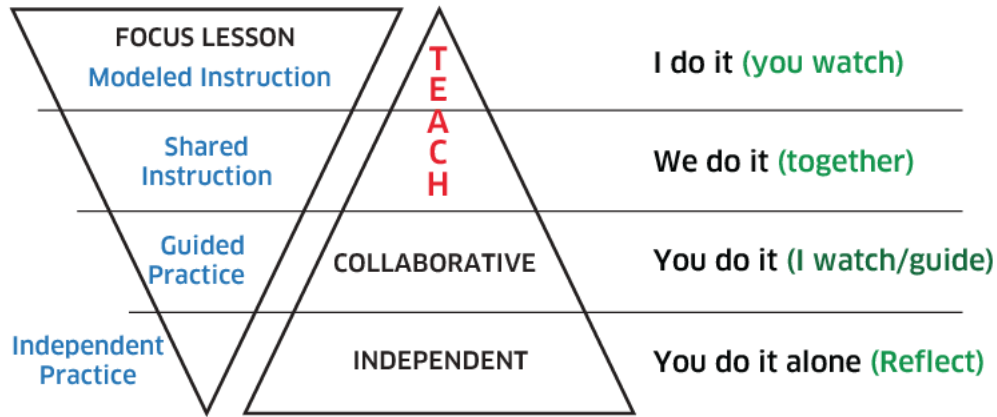 FOCUS LESSON
Modeled Instruction
TEACH
I do it (you watch)
Shared
Instruction
We do it (together)
Guided
Practice
COLLABORATIVE
You do it (I watch/guide)
Independent
Practice
INDEPENDENT
You do it alone (Reflect)